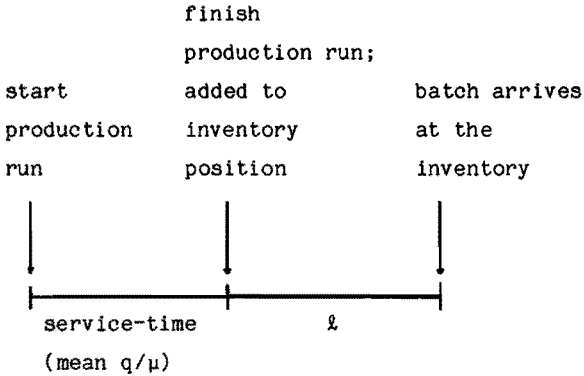 finish
production run;
start added to batch arrives
production inventory at the
run position inventory
service-time ℓ
(mean q/μ)